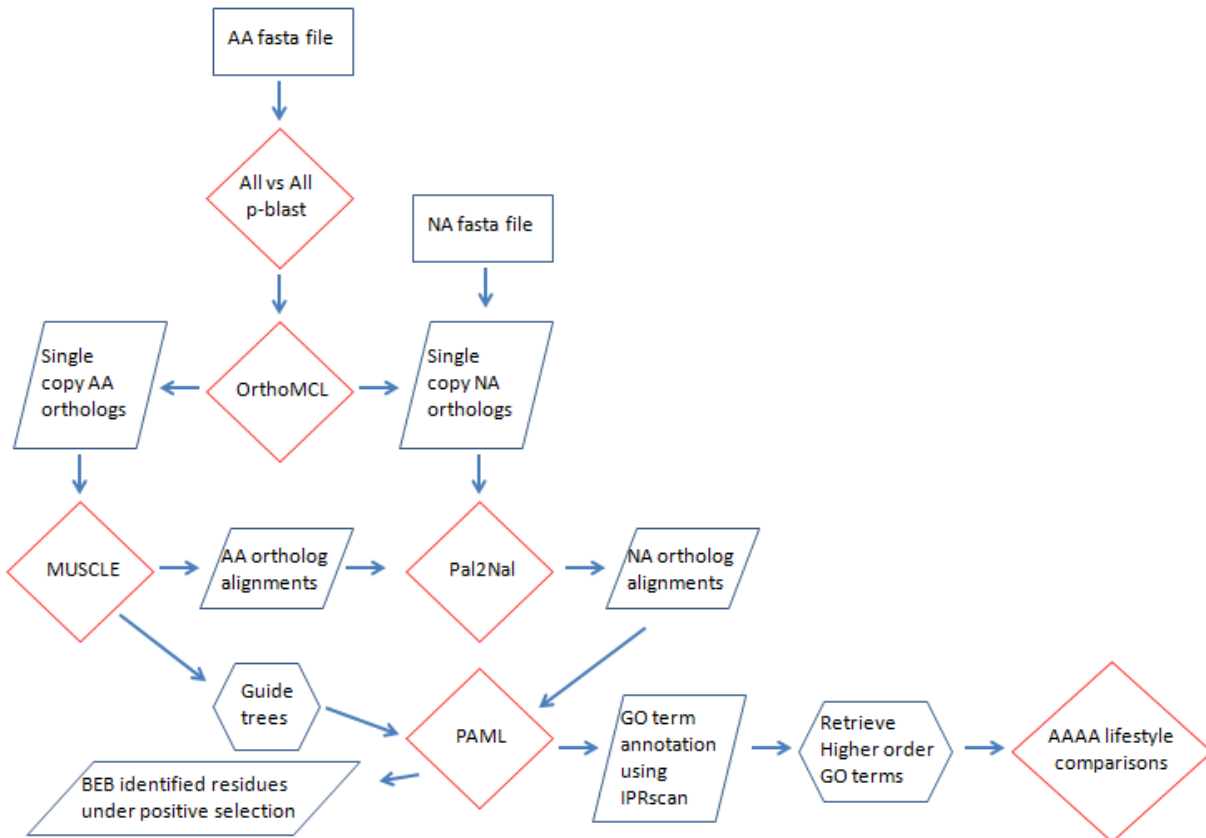 AA fasta file
All vs All
p-blast
NA fasta file
Single
copy AA
orthologs
OrthoMCL
Single
copy NA
orthologs
MUSCLE
AA ortholog
alignments
Pal2Nal
NA ortholog
alignments
Guide
trees
PAML
GO term
annotation
using
IPRscan
Retrieve
Higher order
GO terms
AAAA lifestyle
comparisons
BEB identified residues
under positive selection